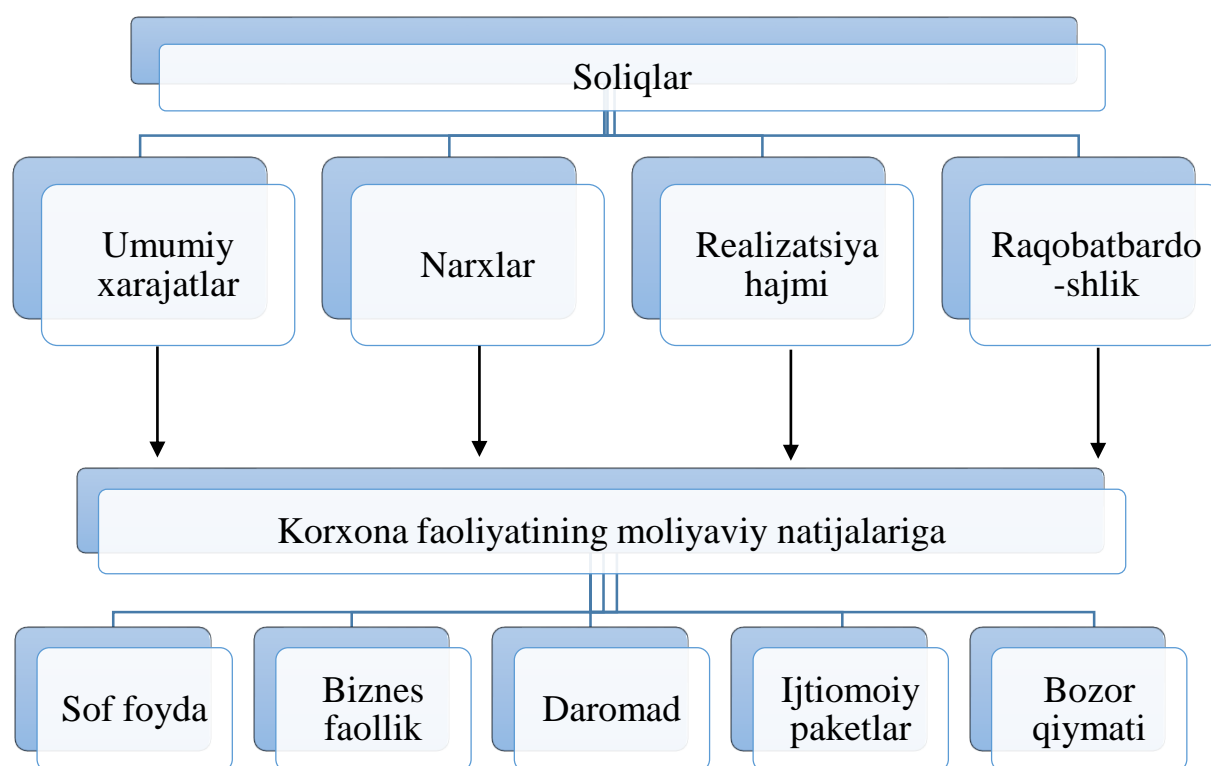 Soliqlar
Umumiy
xarajatlar
Narxlar
Realizatsiya
hajmi
Raqobatbardo
-shlik
Korxona faoliyatining moliyaviy natijalariga
Sof foyda
Biznes
faollik
Daromad
Ijtiomoiy
paketlar
Bozor
qiymati